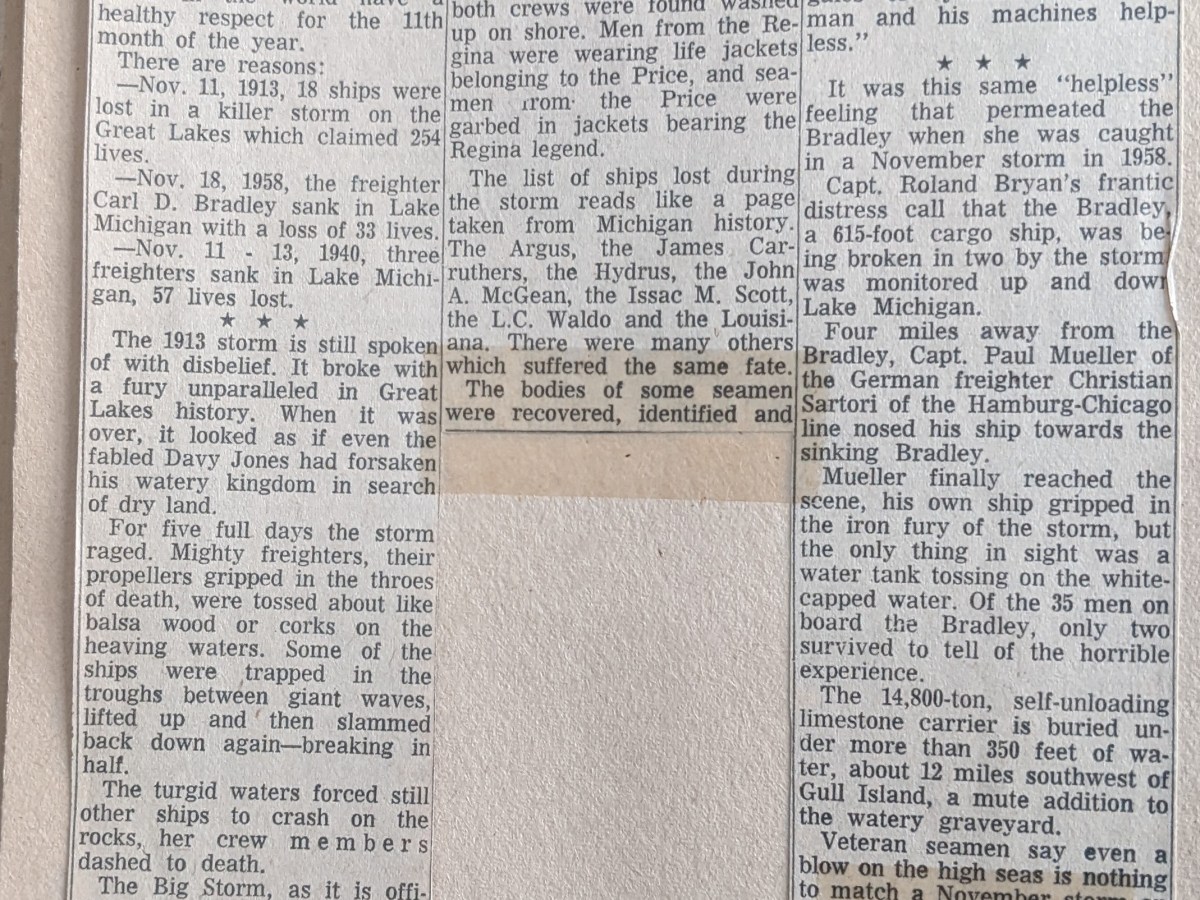 healthy respect for the 11th
month of the year.
There are reasons:
—Nov. 11, 1913, 18 ships were
lost in a killer storm on the
Great Lakes which claimed 254
lives.
—Nov. 18, 1958, the freighter
Carl D. Bradley sank in Lake
Michigan with a loss of 33 lives.
—Nov. 11 - 13, 1940, three
freighters sank in Lake Michi-
gan, 57 lives lost.
★ ★ ★
The 1913 storm is still spoken
of with disbelief. It broke with
a fury unparalleled in Great
Lakes history. When it was
over, it looked as if even the
fabled Davy Jones had forsaken
his watery kingdom in search
of dry land.
For five full days the storm
raged. Mighty freighters, their
propellers gripped in the throes
of death, were tossed about like
balsa wood or corks on the
heaving waters. Some of the
ships were trapped in the
troughs between giant waves,
lifted up and then slammed
back down again—breaking in
half.
The turgid waters forced still
other ships to crash on the
rocks, her crew members
dashed to death.
The Big Storm, as it is offi-
both crews were found washed
up on shore. Men from the Re-
gina were wearing life jackets
belonging to the Price, and sea-
men from the Price were
garbed in jackets bearing the
Regina legend.
The list of ships lost during
the storm reads like a page
taken from Michigan history.
The Argus, the James Car-
ruthers, the Hydrus, the John
A. McGean, the Issac M. Scott,
the L.C. Waldo and the Louisi-
ana. There were many others
which suffered the same fate.
The bodies of some seamen
were recovered, identified and
man and his machines help-
less.”
★ ★ ★
It was this same “helpless”
feeling that permeated the
Bradley when she was caught
in a November storm in 1958.
Capt. Roland Bryan’s frantic
distress call that the Bradley,
a 615-foot cargo ship, was be-
ing broken in two by the storm
was monitored up and down
Lake Michigan.
Four miles away from the
Bradley, Capt. Paul Mueller of
the German freighter Christian
Sartori of the Hamburg-Chicago
line nosed his ship towards the
sinking Bradley.
Mueller finally reached the
scene, his own ship gripped in
the iron fury of the storm, but
the only thing in sight was a
water tank tossing on the white-
capped water. Of the 35 men on
board the Bradley, only two
survived to tell of the horrible
experience.
The 14,800-ton, self-unloading
limestone carrier is buried un-
der more than 350 feet of wa-
ter, about 12 miles southwest of
Gull Island, a mute addition to
the watery graveyard.
Veteran seamen say even a
blow on the high seas is nothing
to match a November storm